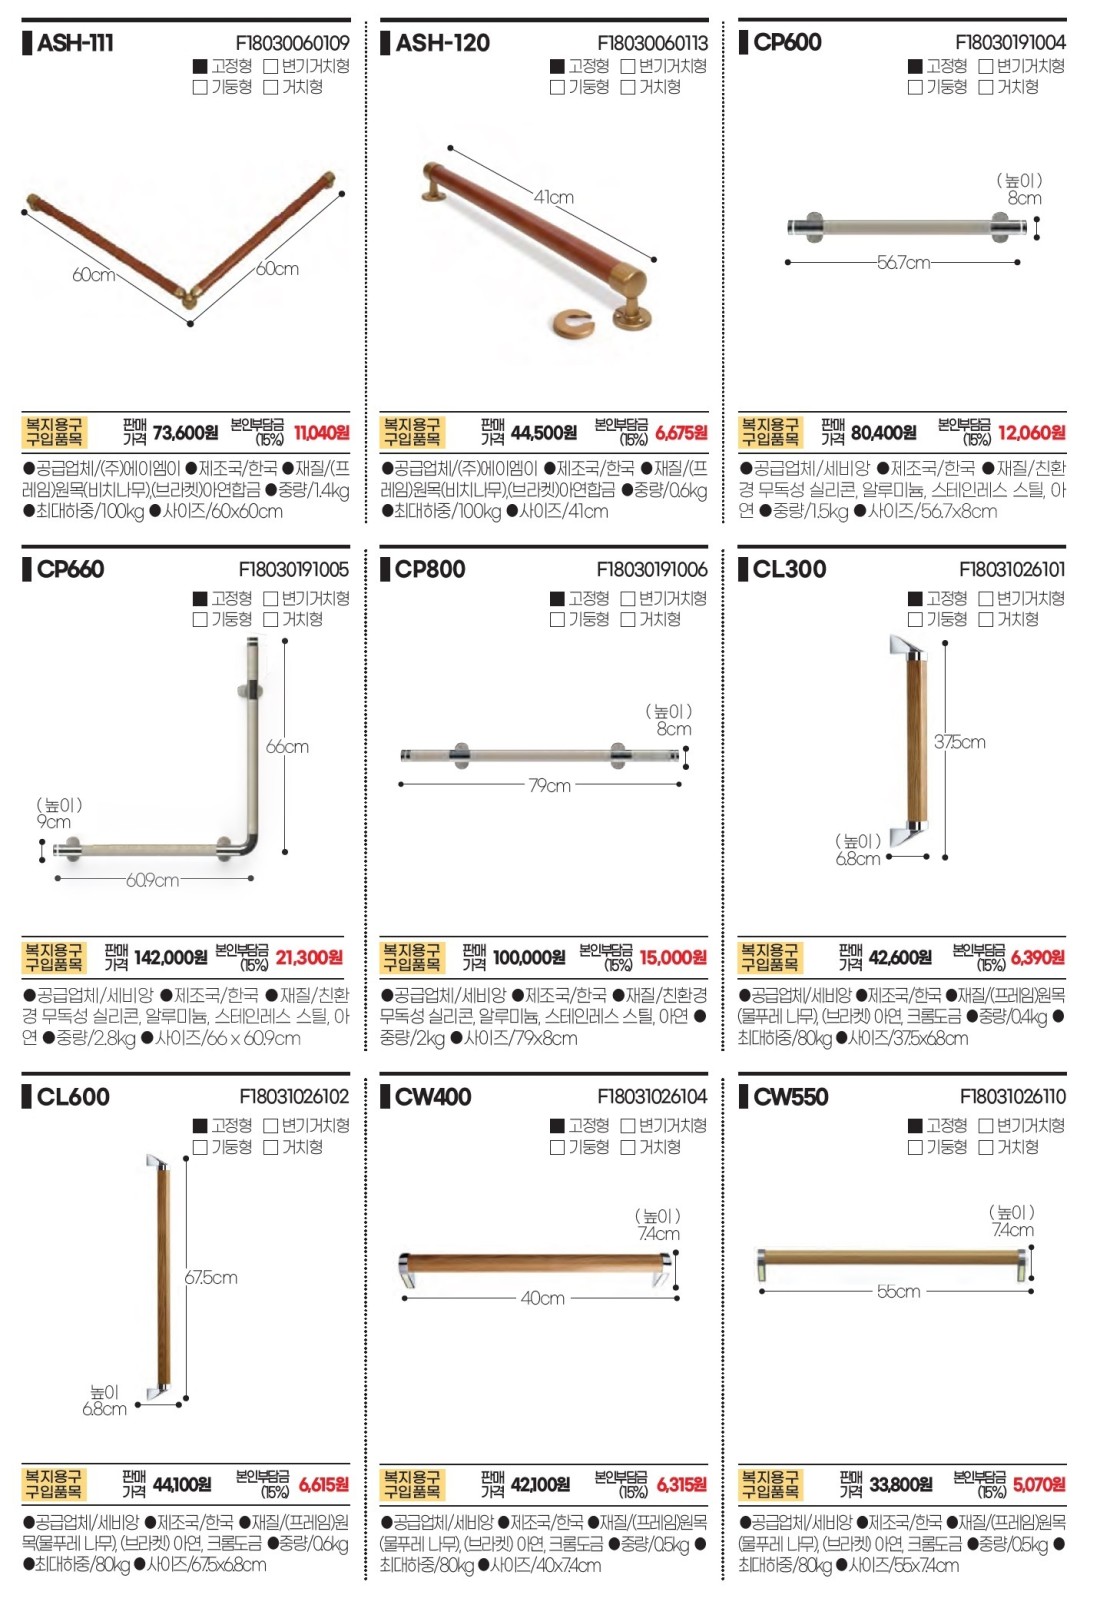 ASH-111 F18030060109
■ 고정형 □ 변기거치형
□ 기둥형 □ 거치형
60cm
60cm
복지용구
구입품목
판매
가격
73,600원
본인부담금
(15%)
11,040원
●공급업체/(주)에이엠이 ●제조국/한국 ●재질/(프
레임)원목(비치나무),(브라켓)아연합금 ●중량/1.4kg
●최대하중/100kg ●사이즈/60x60cm
ASH-120 F18030060113
■ 고정형 □ 변기거치형
□ 기둥형 □ 거치형
41cm
복지용구
구입품목
판매
가격
44,500원
본인부담금
(15%)
6,675원
●공급업체/(주)에이엠이 ●제조국/한국 ●재질/(프
레임)원목(비치나무),(브라켓)아연합금 ●중량/0.6kg
●최대하중/100kg ●사이즈/41cm
CP600 F18030191004
■ 고정형 □ 변기거치형
□ 기둥형 □ 거치형
(높이)
8cm
56.7cm
복지용구
구입품목
판매
가격
80,400원
본인부담금
(15%)
12,060원
●공급업체/세비앙 ●제조국/한국 ●재질/친환
경 무독성 실리콘, 알루미늄, 스테인레스 스틸, 아
연 ●중량/1.5kg ●사이즈/56.7x8cm
CP660 F18030191005
■ 고정형 □ 변기거치형
□ 기둥형 □ 거치형
66cm
(높이)
9cm
60.9cm
복지용구
구입품목
판매
가격
142,000원
본인부담금
(15%)
21,300원
●공급업체/세비앙 ●제조국/한국 ●재질/친환
경 무독성 실리콘, 알루미늄, 스테인레스 스틸, 아
연 ●중량/2.8kg ●사이즈/66 x 60.9cm
CP800 F18030191006
■ 고정형 □ 변기거치형
□ 기둥형 □ 거치형
(높이)
8cm
79cm
복지용구
구입품목
판매
가격
100,000원
본인부담금
(15%)
15,000원
●공급업체/세비앙 ●제조국/한국 ●재질/친환경
무독성 실리콘, 알루미늄, 스테인레스 스틸, 아연 ●
중량/2kg ●사이즈/79x8cm
CL300 F18031026101
■ 고정형 □ 변기거치형
□ 기둥형 □ 거치형
37.5cm
(높이)
6.8cm
복지용구
구입품목
판매
가격
42,600원
본인부담금
(15%)
6,390원
●공급업체/세비앙 ●제조국/한국 ●재질/(프레임)원목
(물푸레 나무), (브라켓) 아연, 크롬도금 ●중량/0.4kg ●
최대하중/80kg ●사이즈/37.5x6.8cm
CL600 F18031026102
■ 고정형 □ 변기거치형
□ 기둥형 □ 거치형
67.5cm
높이
6.8cm
복지용구
구입품목
판매
가격
44,100원
본인부담금
(15%)
6,615원
●공급업체/세비앙 ●제조국/한국 ●재질/(프레임)원
목(물푸레 나무), (브라켓) 아연, 크롬도금 ●중량/0.6kg
●최대하중/80kg ●사이즈/67.5x6.8cm
CW400 F18031026104
■ 고정형 □ 변기거치형
□ 기둥형 □ 거치형
(높이)
7.4cm
40cm
복지용구
구입품목
판매
가격
42,100원
본인부담금
(15%)
6,315원
●공급업체/세비앙 ●제조국/한국 ●재질/(프레임)원목
(물푸레 나무), (브라켓) 아연, 크롬도금 ●중량/0.5kg ●
최대하중/80kg ●사이즈/40x7.4cm
CW550 F18031026110
■ 고정형 □ 변기거치형
□ 기둥형 □ 거치형
(높이)
7.4cm
55cm
복지용구
구입품목
판매
가격
33,800원
본인부담금
(15%)
5,070원
●공급업체/세비앙 ●제조국/한국 ●재질/(프레임)원목
(물푸레 나무), (브라켓) 아연, 크롬도금 ●중량/0.5kg ●
최대하중/80kg ●사이즈/55x7.4cm